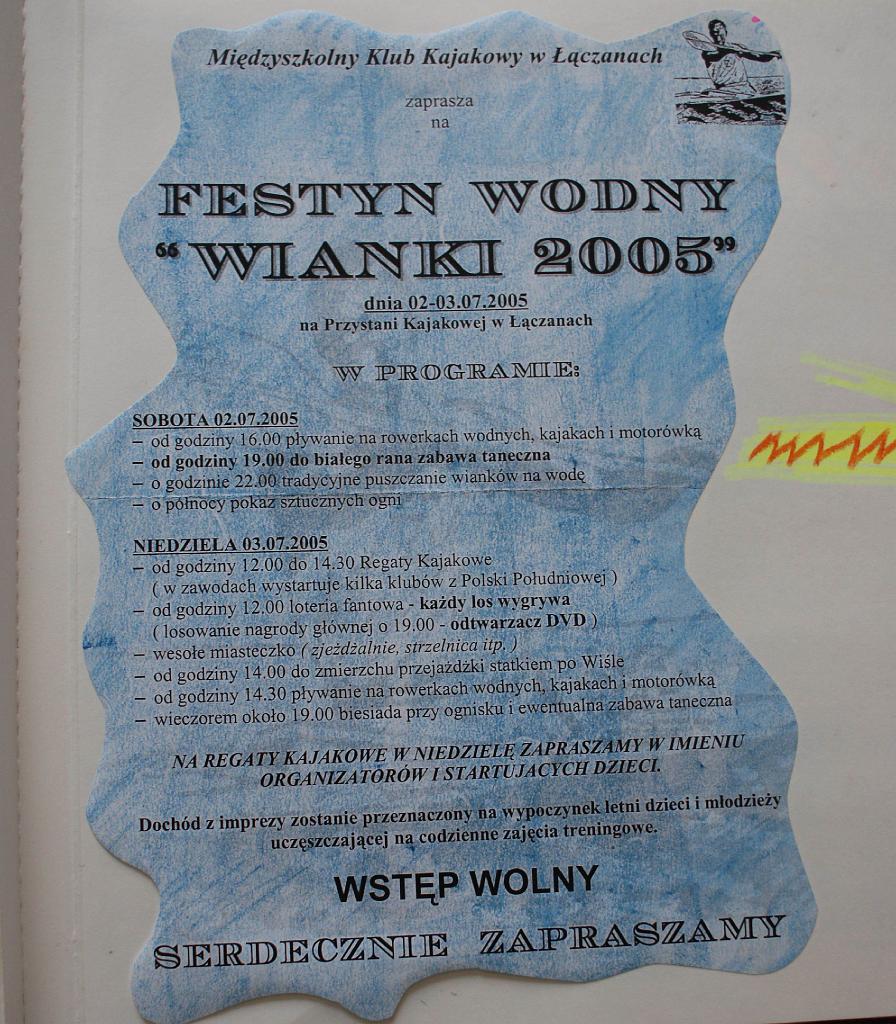 Międzyszkolny Klub Kajakowy w Łączanach
zaprasza
na
FESTYN WODNY
“WIANKI 2005”
dnia 02-03.07.2005
na Przystani Kajakowej w Łączanach
W PROGRAMIE:
SOBOTA 02.07.2005
– od godziny 16.00 pływanie na rowerkach wodnych, kajakach i motorówką
– od godziny 19.00 do białego rana zabawa taneczna
– o godzinie 22.00 tradycyjne puszczanie wianków na wodę
– o północy pokaz sztucznych ogni
NIEDZIELA 03.07.2005
– od godziny 12.00 do 14.30 Regaty Kajakowe
( w zawodach wystartuje kilka klubów z Polski Południowej )
– od godziny 12.00 loteria fantowa - każdy los wygrywa
( losowanie nagrody głównej o 19.00 - odtwarzacz DVD )
– wesołe miasteczko ( zjeżdżalnie, strzelnica itp. )
– od godziny 14.00 do zmierzchu przejażdżki statkiem po Wiśle
– od godziny 14.30 pływanie na rowerkach wodnych, kajakach i motorówką
– wieczorem około 19.00 biesiada przy ognisku i ewentualna zabawa taneczna
NA REGATY KAJAKOWE W NIEDZIELĘ ZAPRASZAMY W IMIENIU
ORGANIZATORÓW I STARTUJĄCYCH DZIECI.
Dochód z imprezy zostanie przeznaczony na wypoczynek letni dzieci i młodzieży
uczęszczającej na codzienne zajęcia treningowe.
WSTĘP WOLNY
SERDECZNIE ZAPRASZAMY